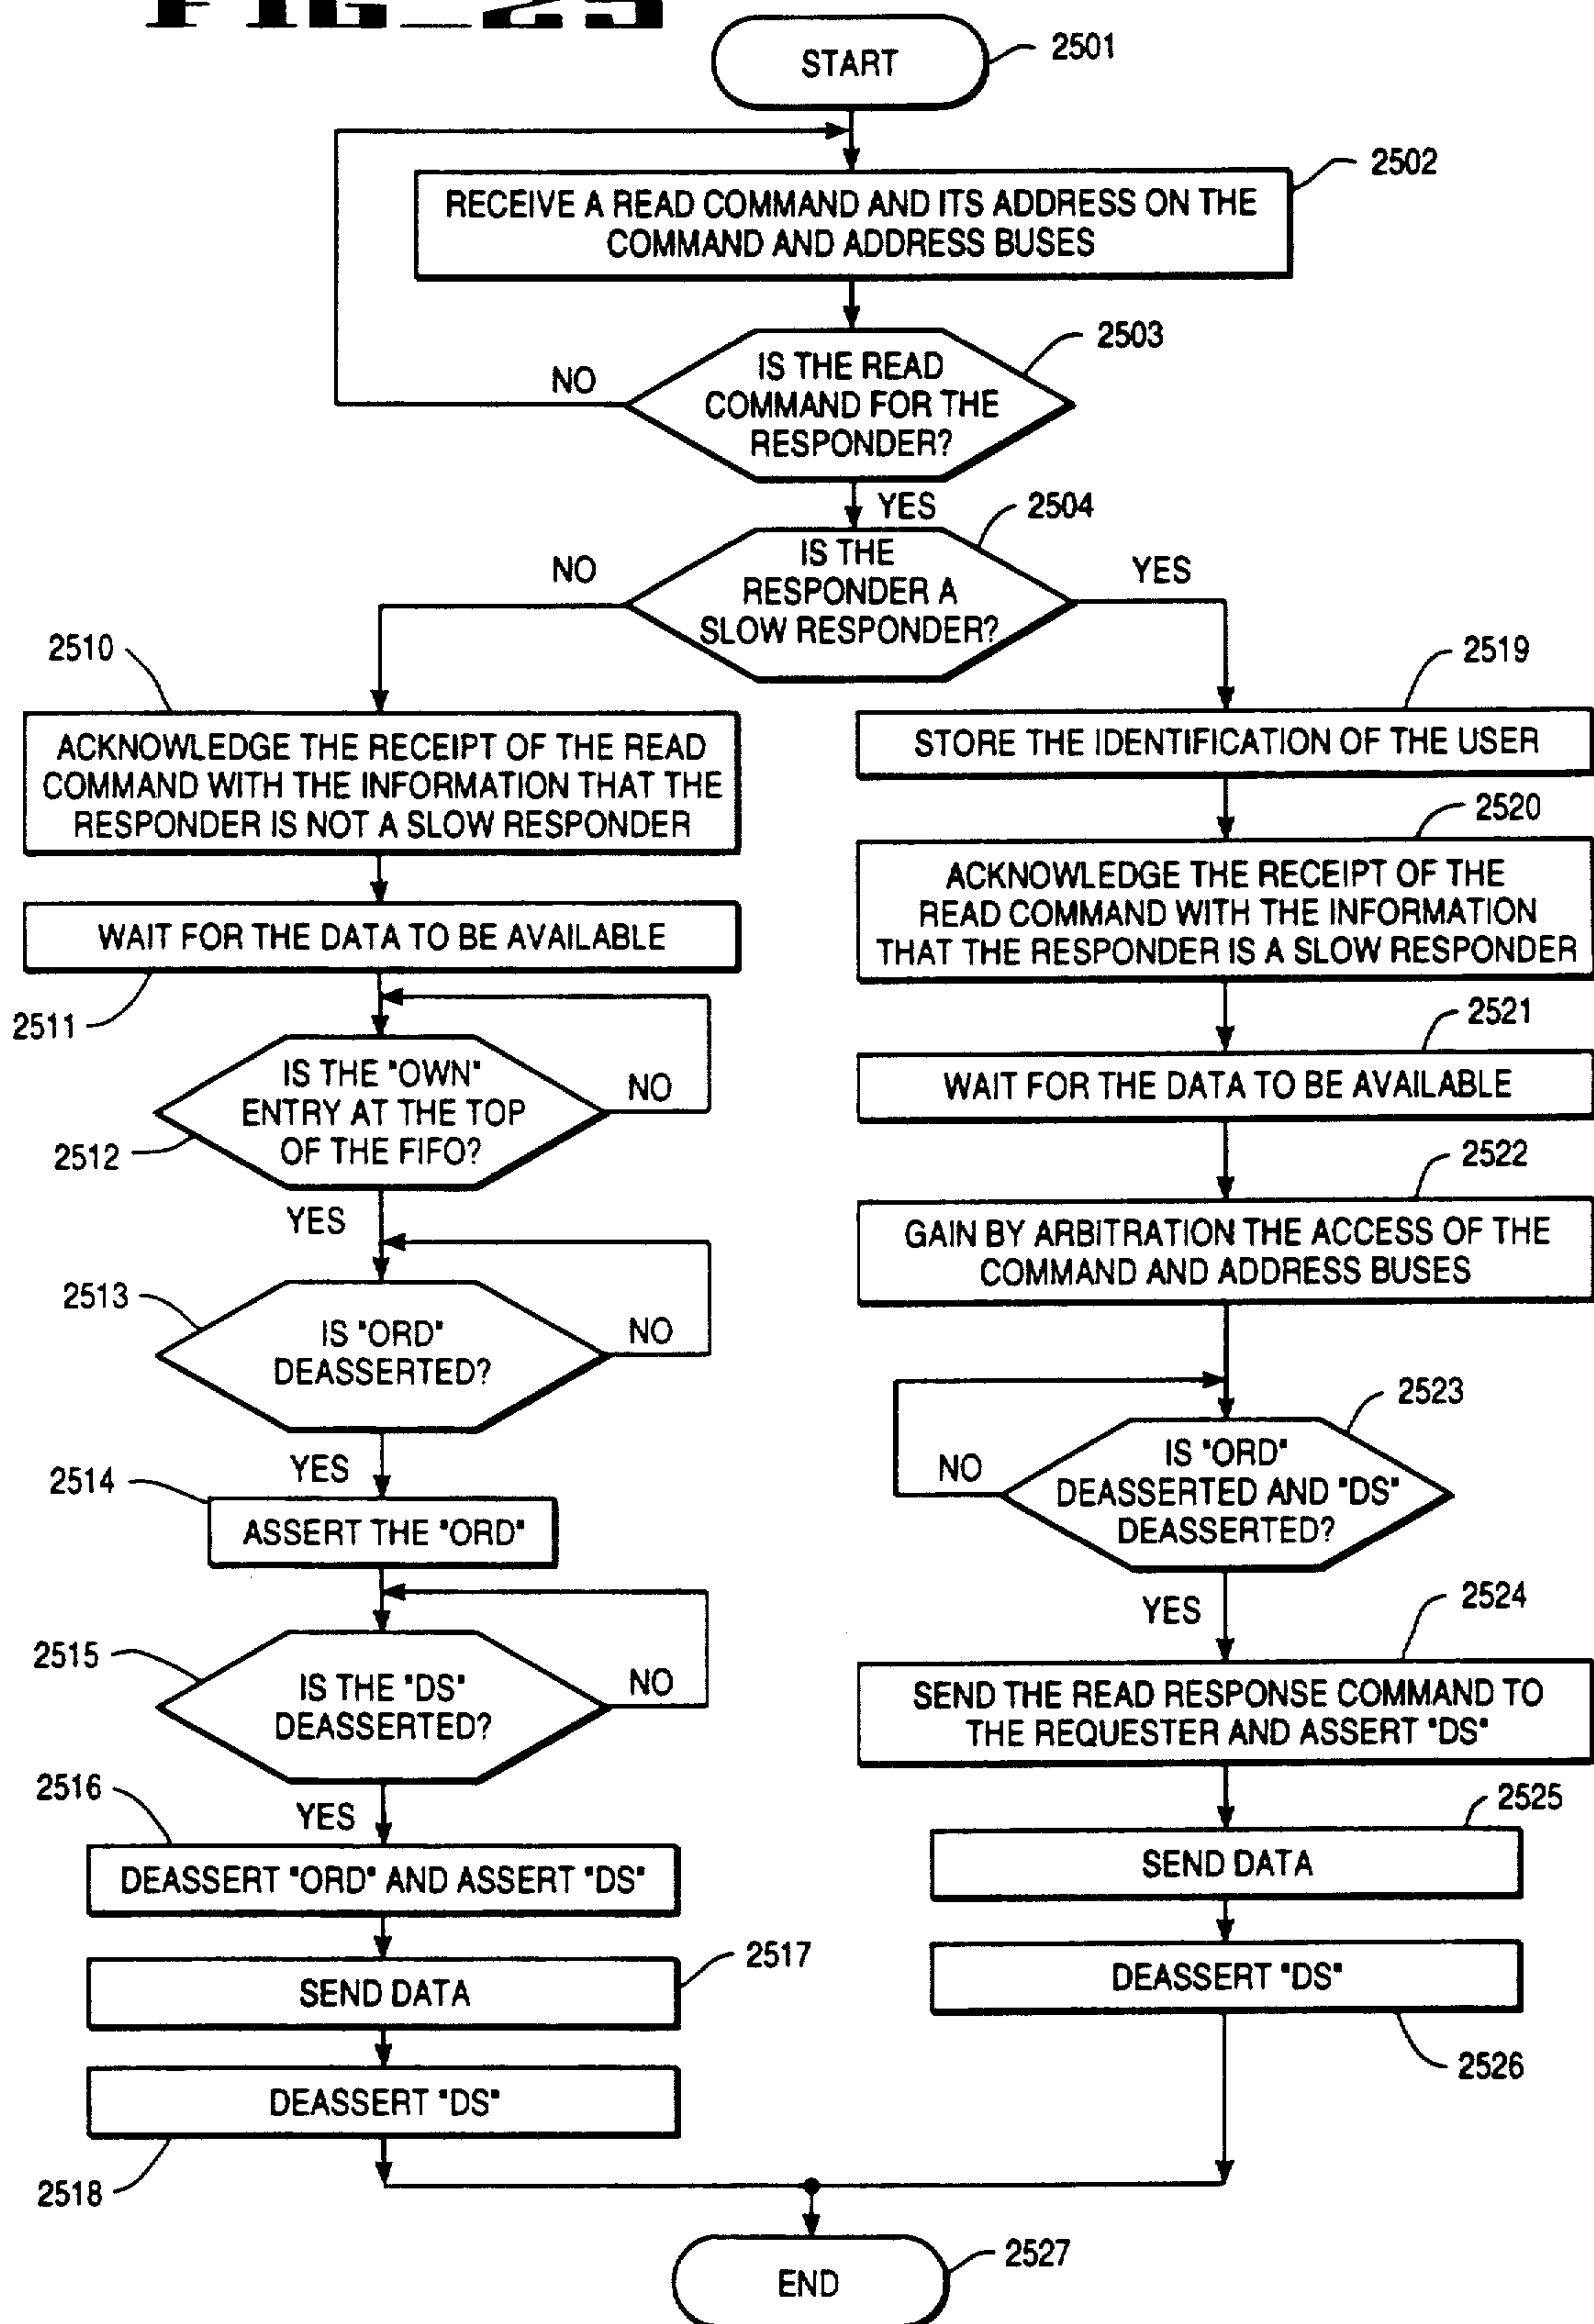 FIG_25
START
2501
2502
RECEIVE A READ COMMAND AND ITS ADDRESS ON THE
COMMAND AND ADDRESS BUSES
2503
NO
IS THE READ
COMMAND FOR THE
RESPONDER?
YES
2504
NO
IS THE
RESPONDER A
SLOW RESPONDER?
YES
2510
ACKNOWLEDGE THE RECEIPT OF THE READ
COMMAND WITH THE INFORMATION THAT THE
RESPONDER IS NOT A SLOW RESPONDER
WAIT FOR THE DATA TO BE AVAILABLE
2511
IS THE "OWN"
ENTRY AT THE TOP
OF THE FIFO?
NO
2512
YES
2513
IS "ORD"
DEASSERTED?
NO
YES
2514
ASSERT THE "ORD"
2515
IS THE "DS"
DEASSERTED?
NO
2516
YES
DEASSERT "ORD" AND ASSERT "DS"
2517
SEND DATA
DEASSERT "DS"
2518
2519
STORE THE IDENTIFICATION OF THE USER
2520
ACKNOWLEDGE THE RECEIPT OF THE
READ COMMAND WITH THE INFORMATION
THAT THE RESPONDER IS A SLOW RESPONDER
2521
WAIT FOR THE DATA TO BE AVAILABLE
2522
GAIN BY ARBITRATION THE ACCESS OF THE
COMMAND AND ADDRESS BUSES
2523
NO
IS "ORD"
DEASSERTED AND "DS"
DEASSERTED?
YES
2524
SEND THE READ RESPONSE COMMAND TO
THE REQUESTER AND ASSERT "DS"
2525
SEND DATA
DEASSERT "DS"
2526
2527
END